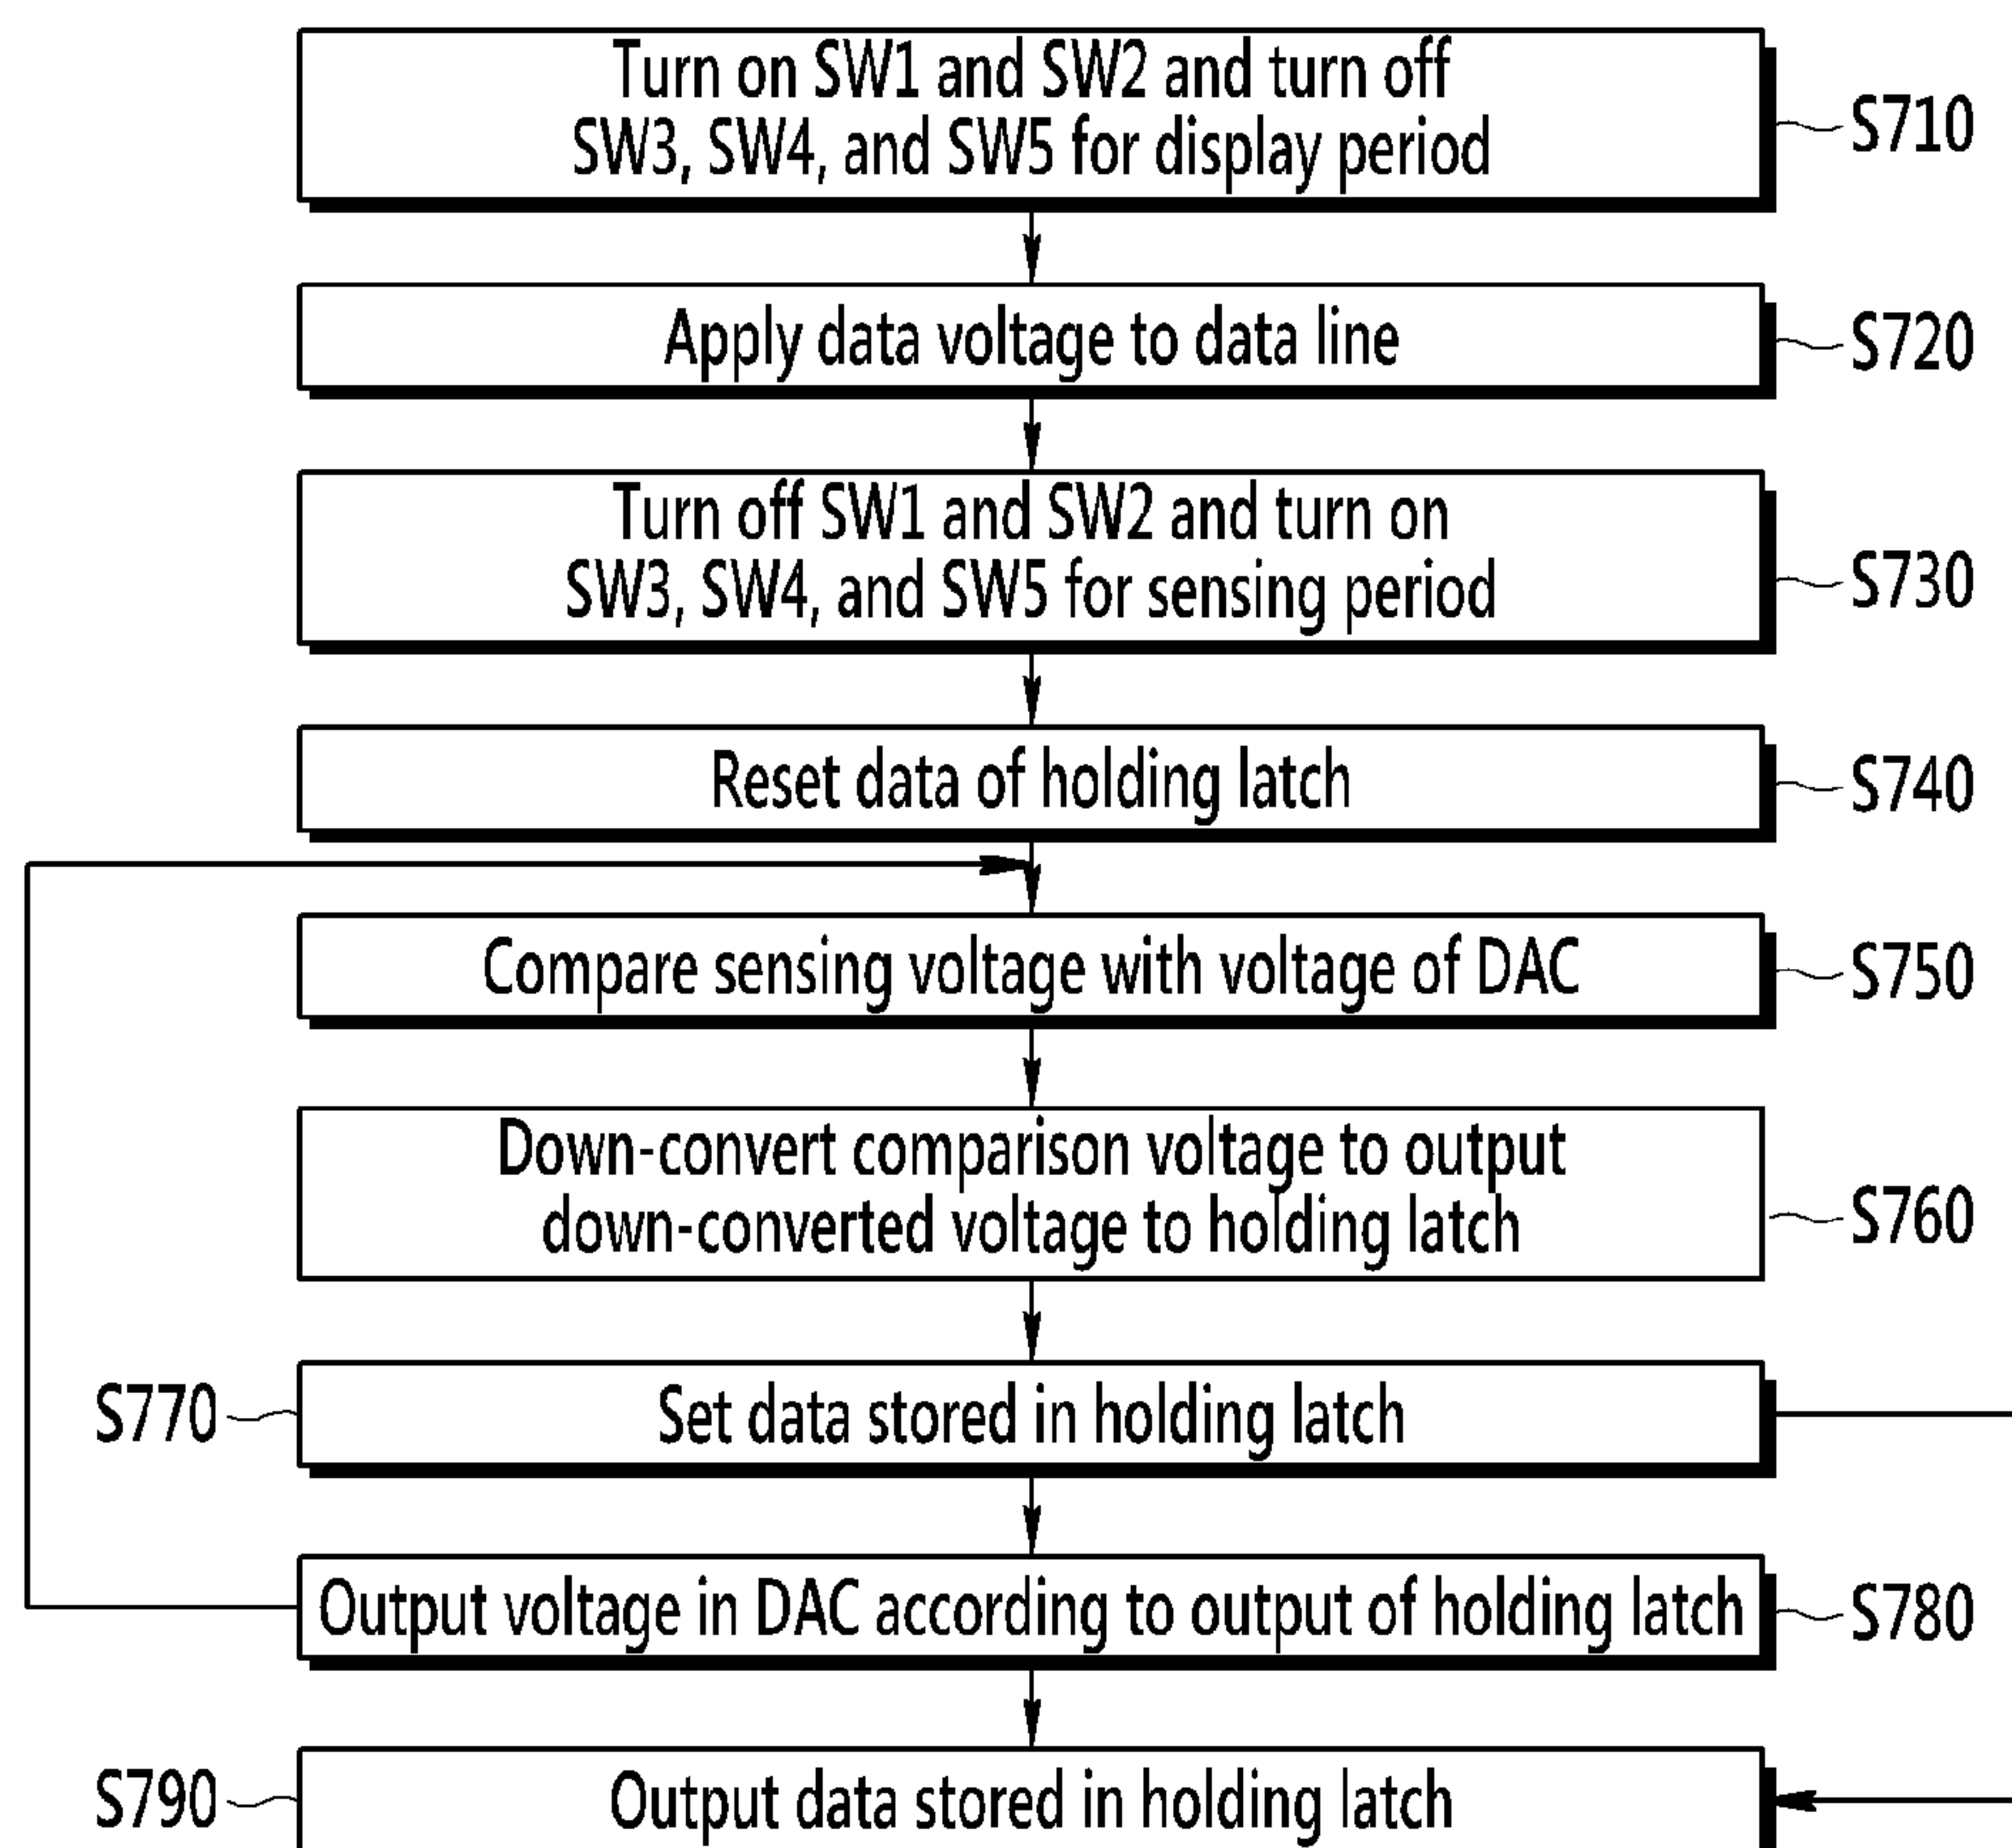 Turn on SW1 and SW2 and turn off
SW3, SW4, and SW5 for display period
S710
Apply data voltage to data line
S720
Turn off SW1 and SW2 and turn on
SW3, SW4, and SW5 for sensing period
S730
Reset data of holding latch
S740
Compare sensing voltage with voltage of DAC
S750
Down-convert comparison voltage to output
down-converted voltage to holding latch
S760
S770
Set data stored in holding latch
Output voltage in DAC according to output of holding latch
S780
S790
Output data stored in holding latch